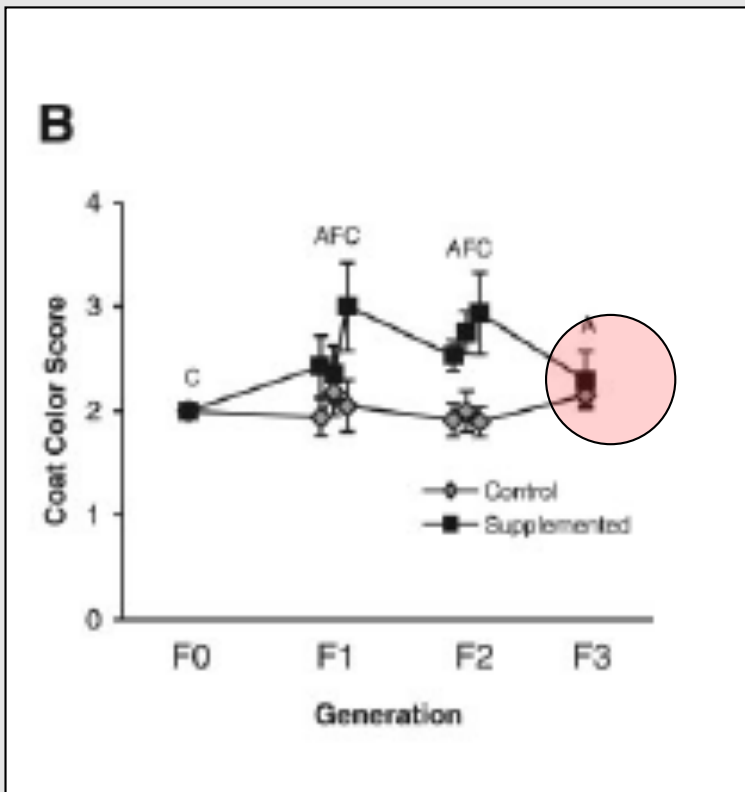 B
4
3
2
1
0
Coat Color Score
AFC
AFC
C
A
Control
Supplemented
F0 F1 F2 F3
Generation